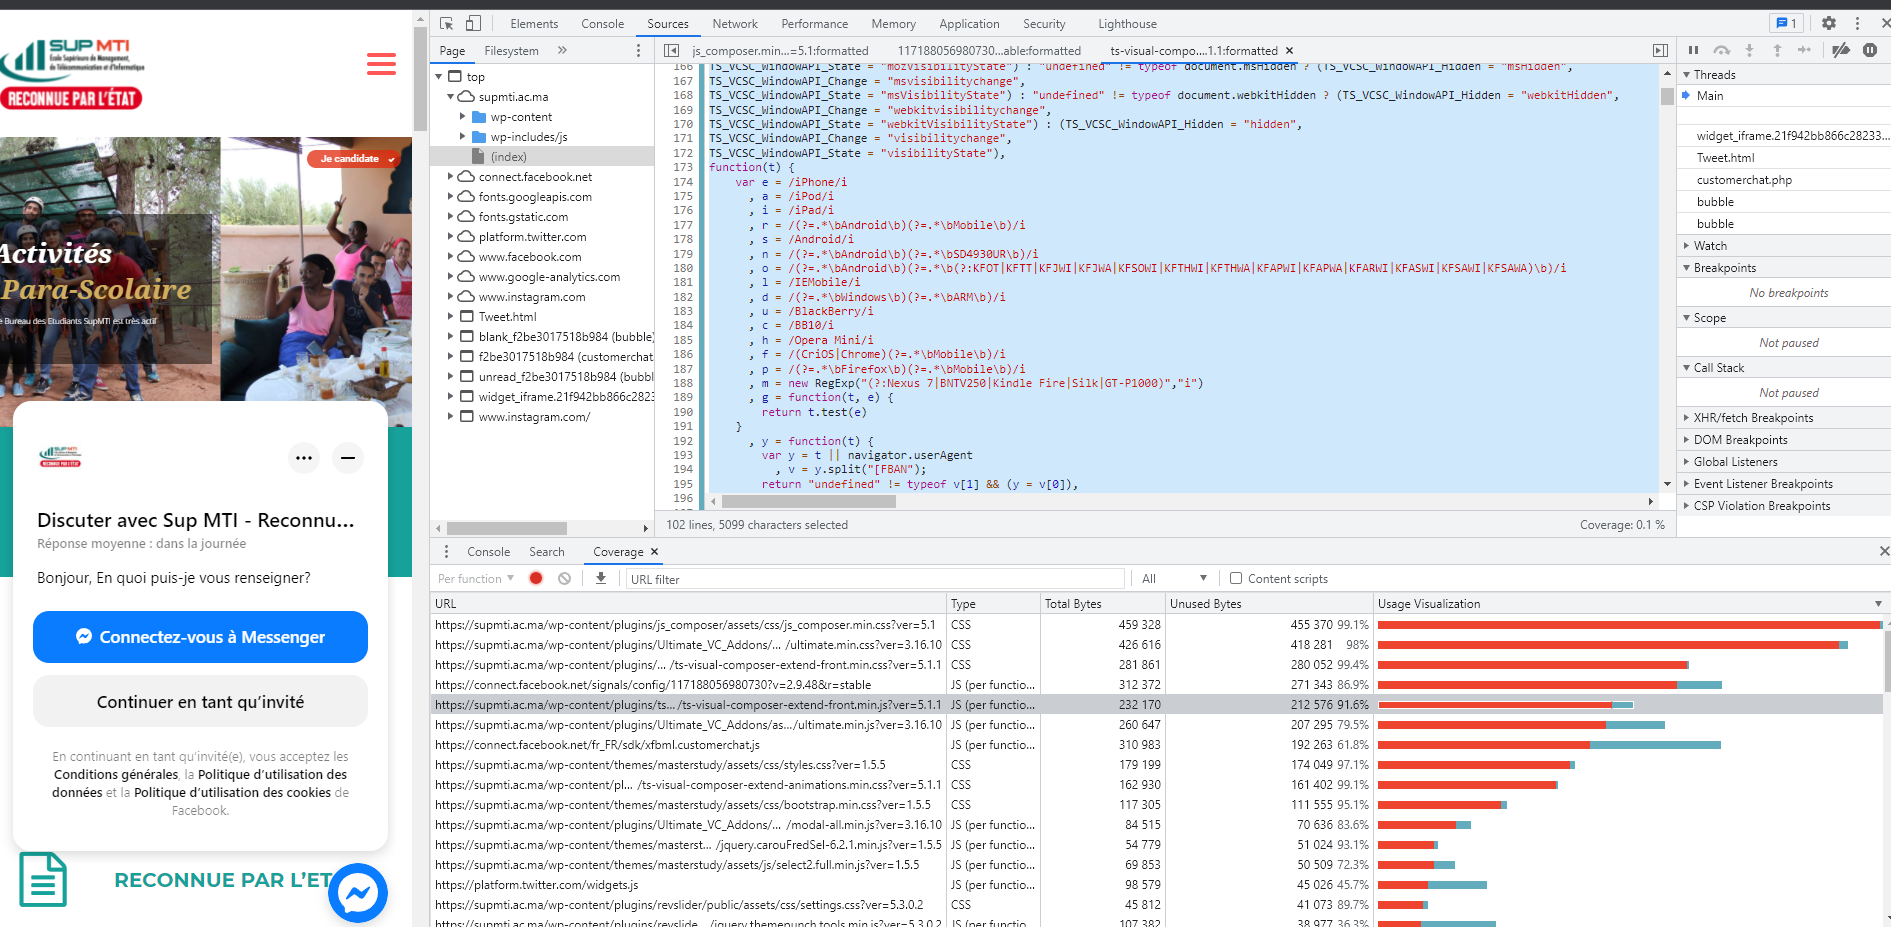 SUP MTI
École Supérieure de Management,
de Télécommunication et d'Informatique
RECONNUE PAR L'ÉTAT
Je candidate
Activités
Para-Scolaire
e Bureau des Etudiants SupMTI est très actif
SUP MTI
RECONNUE PAR L'ÉTAT
Discuter avec Sup MTI - Reconnu...
Réponse moyenne : dans la journée
Bonjour, En quoi puis-je vous renseigner?
Connectez-vous à Messenger
Continuer en tant qu'invité
En continuant en tant qu'invité(e), vous acceptez les
Conditions générales, la Politique d'utilisation des
données et la Politique d'utilisation des cookies de
Facebook.
RECONNUE PAR L'ET
Elements Console Sources Network Performance Memory Application Security Lighthouse 1
Page Filesystem »
top
supmti.ac.ma
wp-content
wp-includes/js
(index)
connect.facebook.net
fonts.googleapis.com
fonts.gstatic.com
platform.twitter.com
www.facebook.com
www.google-analytics.com
www.instagram.com
Tweet.html
blank_f2be3017518b984 (bubble)
f2be3017518b984 (customerchat
unread_f2be3017518b984 (bubbl
widget_iframe.21f942bb866c2823
www.instagram.com/
js_composer.min...=5.1:formatted 117188056980730...able:formatted ts-visual-compo....1.1:formatted ×
166 TS_VCSC_WindowAPI_State = "mozVisibilityState") : "undefined" != typeof document.msHidden ? (TS_VCSC_WindowAPI_Hidden = "msHidden",
167 TS_VCSC_WindowAPI_Change = "msvisibilitychange",
168 TS_VCSC_WindowAPI_State = "msVisibilityState") : "undefined" != typeof document.webkitHidden ? (TS_VCSC_WindowAPI_Hidden = "webkitHidden",
169 TS_VCSC_WindowAPI_Change = "webkitvisibilitychange",
170 TS_VCSC_WindowAPI_State = "webkitVisibilityState") : (TS_VCSC_WindowAPI_Hidden = "hidden",
171 TS_VCSC_WindowAPI_Change = "visibilitychange",
172 TS_VCSC_WindowAPI_State = "visibilityState"),
173 function(t) {
174 var e = /iPhone/i
175 , a = /iPod/i
176 , i = /iPad/i
177 , r = /(?=.*\bAndroid\b)(?=.*\bMobile\b)/i
178 , s = /Android/i
179 , n = /(?=.*\bAndroid\b)(?=.*\bSD4930UR\b)/i
180 , o = /(?=.*\bAndroid\b)(?=.*\b(?:KFOT|KFTT|KFJWI|KFJWA|KFSOWI|KFTHWI|KFTHWA|KFAPWI|KFAPWA|KFARWI|KFASWI|KFSAWI|KFSAWA)\b)/i
181 , l = /IEMobile/i
182 , d = /(?=.*\bWindows\b)(?=.*\bARM\b)/i
183 , u = /BlackBerry/i
184 , c = /BB10/i
185 , h = /Opera Mini/i
186 , f = /(CriOS|Chrome)(?=.*\bMobile\b)/i
187 , p = /(?=.*\bFirefox\b)(?=.*\bMobile\b)/i
188 , m = new RegExp("(?:Nexus 7|BNTV250|Kindle Fire|Silk|GT-P1000)","i")
189 , g = function(t, e) {
190 return t.test(e)
191 }
192 , y = function(t) {
193 var y = t || navigator.userAgent
194 , v = y.split("[FBAN");
195 return "undefined" != typeof v[1] && (y = v[0]),
196
102 lines, 5099 characters selected Coverage: 0.1 %
Threads
Main
widget_iframe.21f942bb866c28233...
Tweet.html
customerchat.php
bubble
bubble
Watch
Breakpoints
No breakpoints
Scope
Not paused
Call Stack
Not paused
XHR/fetch Breakpoints
DOM Breakpoints
Global Listeners
Event Listener Breakpoints
CSP Violation Breakpoints
Console Search Coverage ×
Per function URL filter All Content scripts
URL Type Total Bytes Unused Bytes Usage Visualization
https://supmti.ac.ma/wp-content/plugins/js_composer/assets/css/js_composer.min.css?ver=5.1 CSS 459 328 455 370 99.1%
https://supmti.ac.ma/wp-content/plugins/Ultimate_VC_Addons/... /ultimate.min.css?ver=3.16.10 CSS 426 616 418 281 98%
https://supmti.ac.ma/wp-content/plugins/... /ts-visual-composer-extend-front.min.css?ver=5.1.1 CSS 281 861 280 052 99.4%
https://connect.facebook.net/signals/config/117188056980730?v=2.9.48&r=stable JS (per functio... 312 372 271 343 86.9%
https://supmti.ac.ma/wp-content/plugins/ts... /ts-visual-composer-extend-front.min.js?ver=5.1.1 JS (per functio... 232 170 212 576 91.6%
https://supmti.ac.ma/wp-content/plugins/Ultimate_VC_Addons/as... /ultimate.min.js?ver=3.16.10 JS (per functio... 260 647 207 295 79.5%
https://connect.facebook.net/fr_FR/sdk/xfbml.customerchat.js JS (per functio... 310 983 192 263 61.8%
https://supmti.ac.ma/wp-content/themes/masterstudy/assets/css/styles.css?ver=1.5.5 CSS 179 199 174 049 97.1%
https://supmti.ac.ma/wp-content/pl... /ts-visual-composer-extend-animations.min.css?ver=5.1.1 CSS 162 930 161 402 99.1%
https://supmti.ac.ma/wp-content/themes/masterstudy/assets/css/bootstrap.min.css?ver=1.5.5 CSS 117 305 111 555 95.1%
https://supmti.ac.ma/wp-content/plugins/Ultimate_VC_Addons/... /modal-all.min.js?ver=3.16.10 JS (per functio... 84 515 70 636 83.6%
https://supmti.ac.ma/wp-content/themes/masterst... /jquery.carouFredSel-6.2.1.min.js?ver=1.5.5 JS (per functio... 54 779 51 024 93.1%
https://supmti.ac.ma/wp-content/themes/masterstudy/assets/js/select2.full.min.js?ver=1.5.5 JS (per functio... 69 853 50 509 72.3%
https://platform.twitter.com/widgets.js JS (per functio... 98 579 45 026 45.7%
https://supmti.ac.ma/wp-content/plugins/revslider/public/assets/css/settings.css?ver=5.3.0.2 CSS 45 812 41 073 89.7%
https://supmti.ac.ma/wp-content/plugins/revslide... /jquery.themepunch.tools.min.js?ver=5.3.0.2 JS (per functio... 107 382 38 977 36.3%